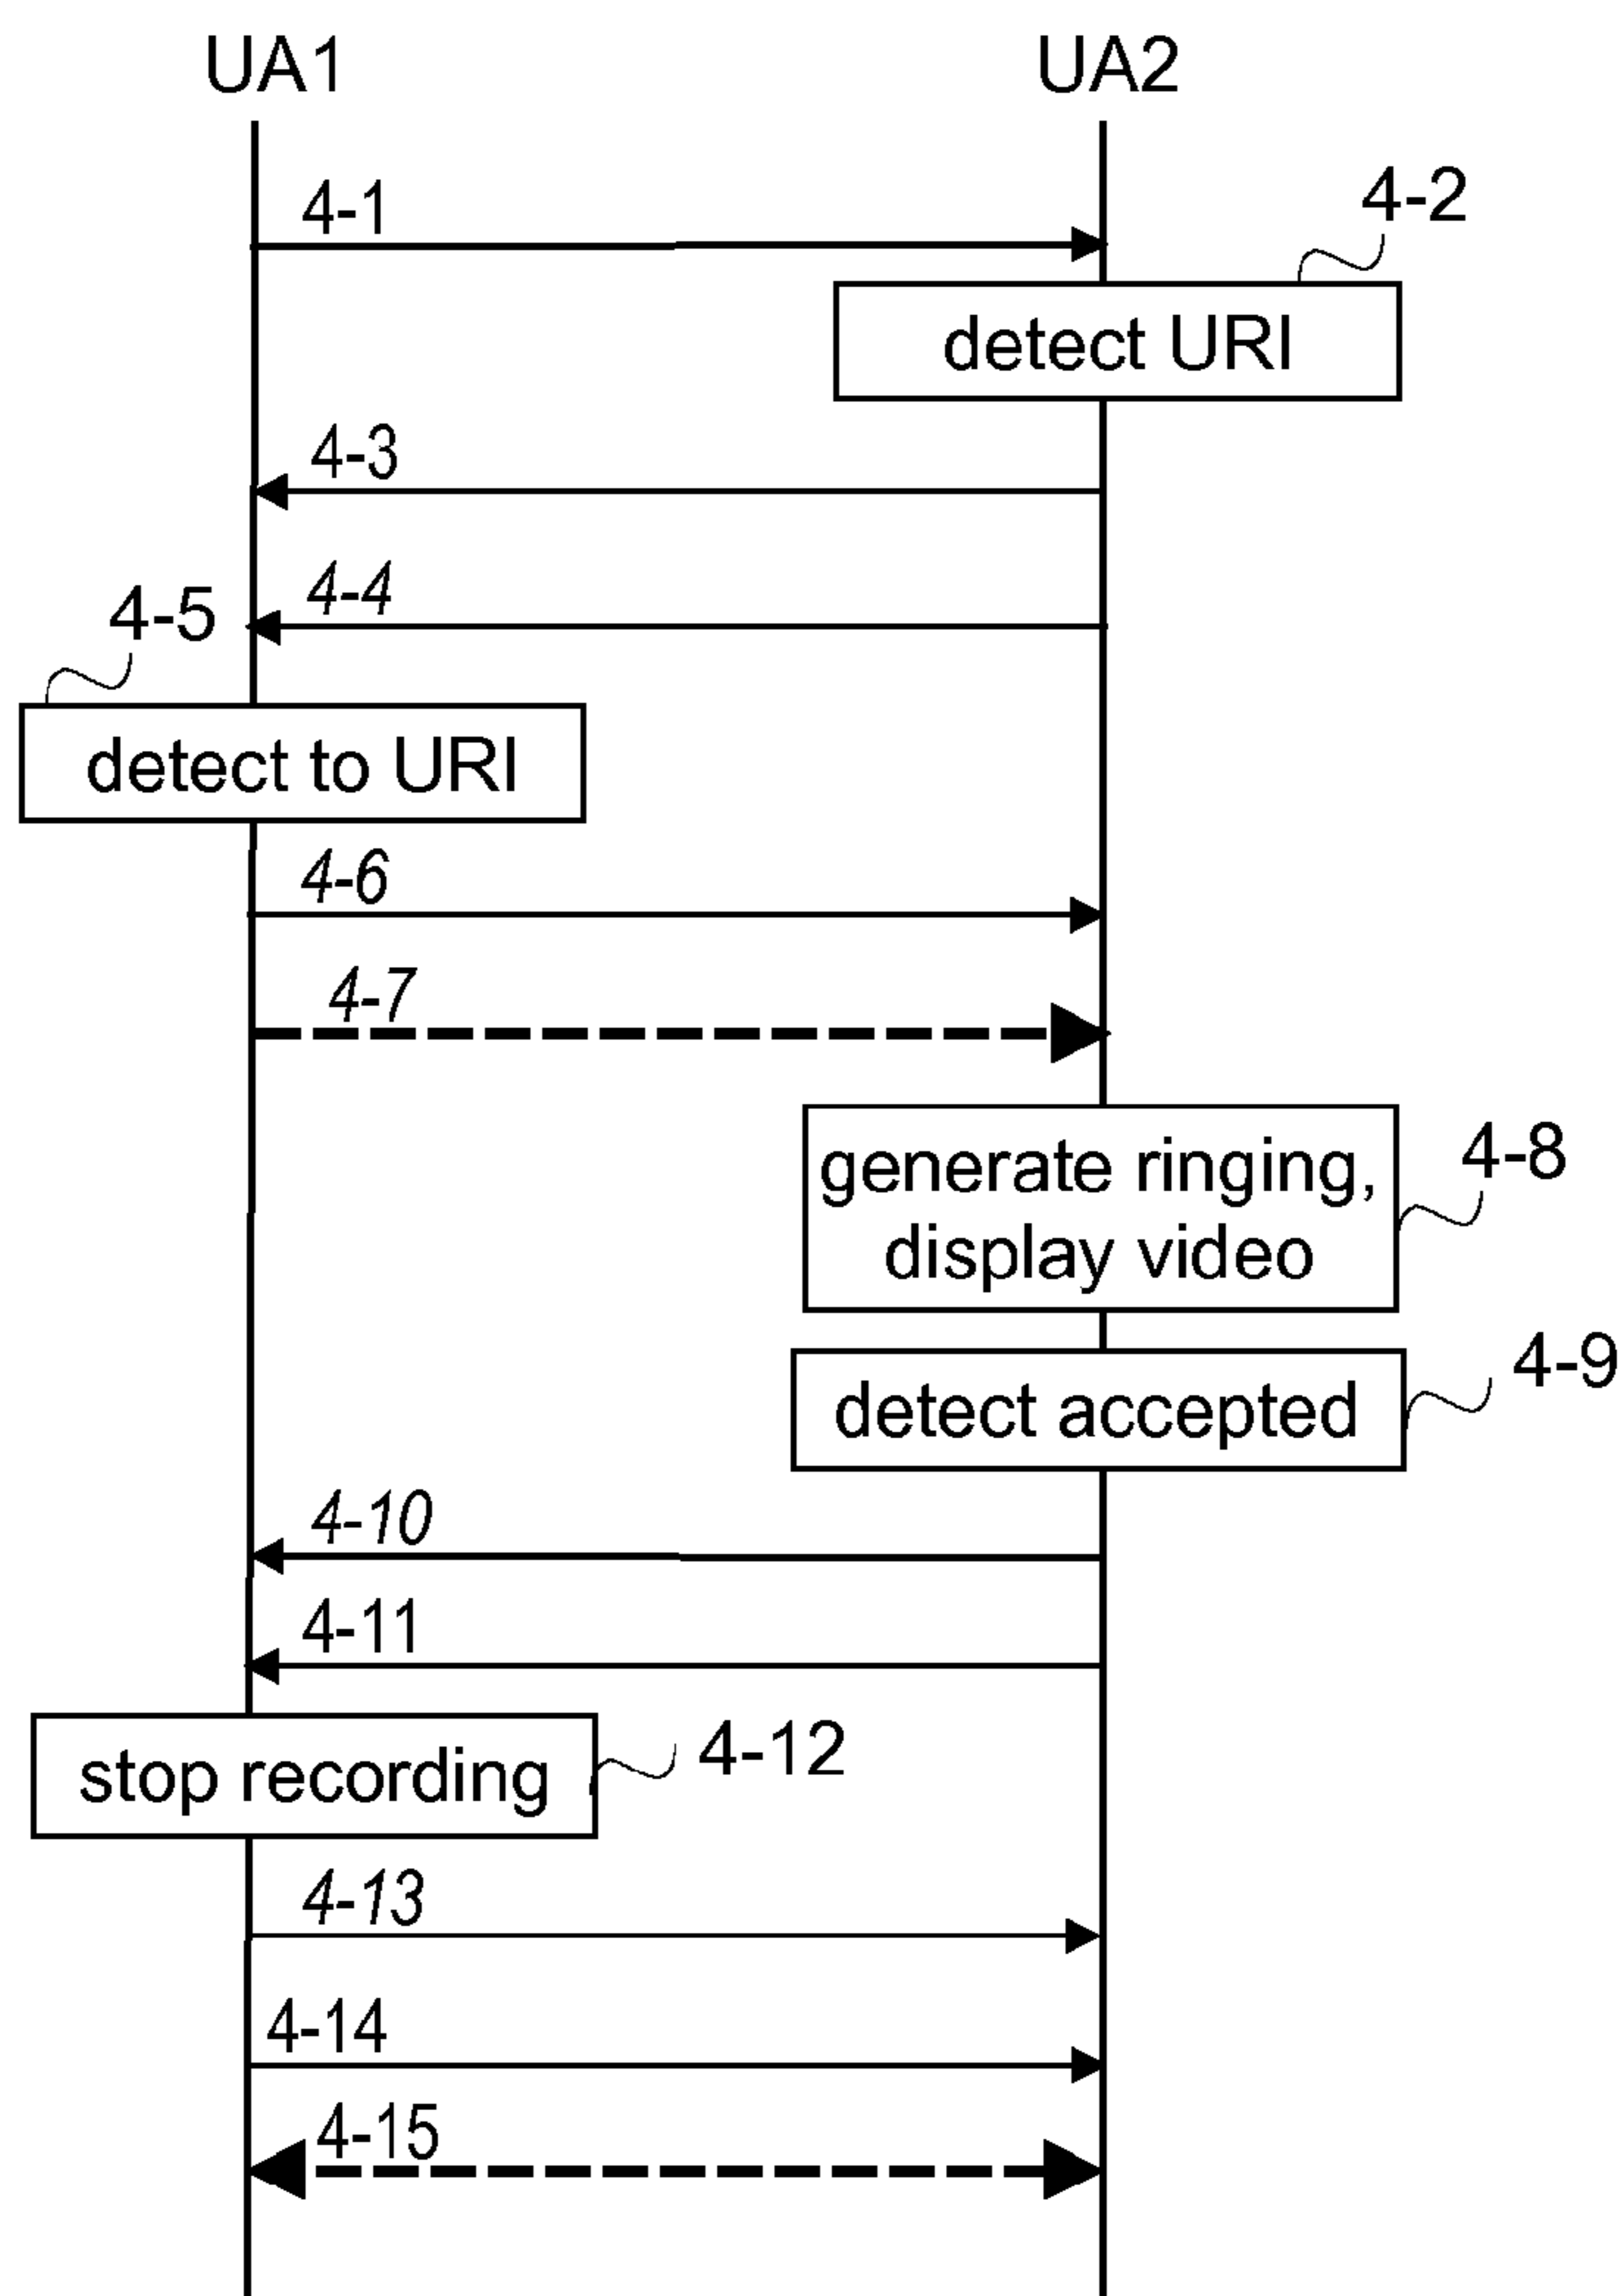 UA1
UA2
4-1
4-2
detect URI
4-3
4-4
4-5
detect to URI
4-6
4-7
generate ringing,
display video
4-8
4-9
detect accepted
4-10
4-11
stop recording
4-12
4-13
4-14
4-15